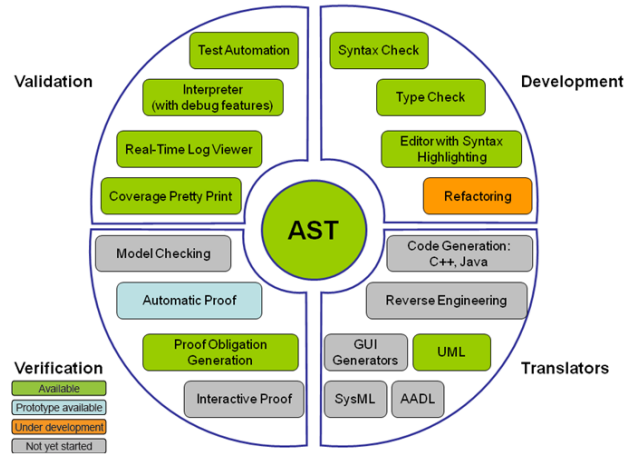 Validation
Test Automation
Interpreter
(with debug features)
Real-Time Log Viewer
Coverage Pretty Print
Development
Syntax Check
Type Check
Editor with Syntax
Highlighting
Refactoring
AST
Verification
Model Checking
Automatic Proof
Proof Obligation
Generation
Interactive Proof
Translators
Code Generation:
C++, Java
Reverse Engineering
GUI
Generators
UML
SysML
AADL
Available
Prototype available
Under development
Not yet started